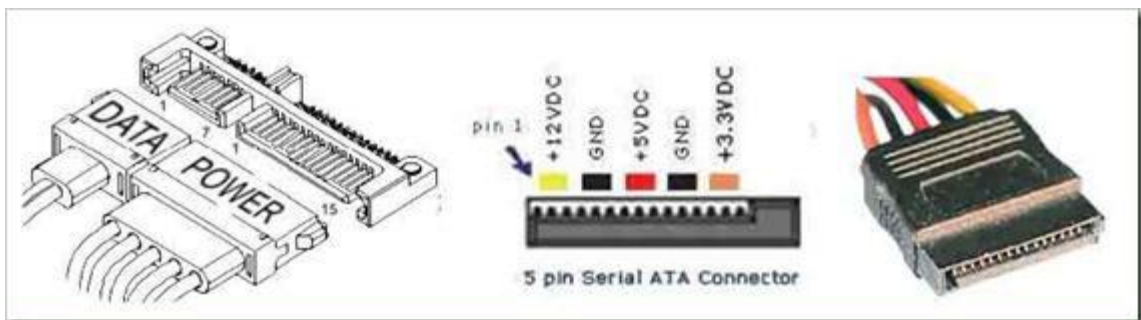 DATA
POWER
1
7
1
15
pin 1
+12VDC
GND
+5VDC
GND
+3.3VDC
5 pin Serial ATA Connector